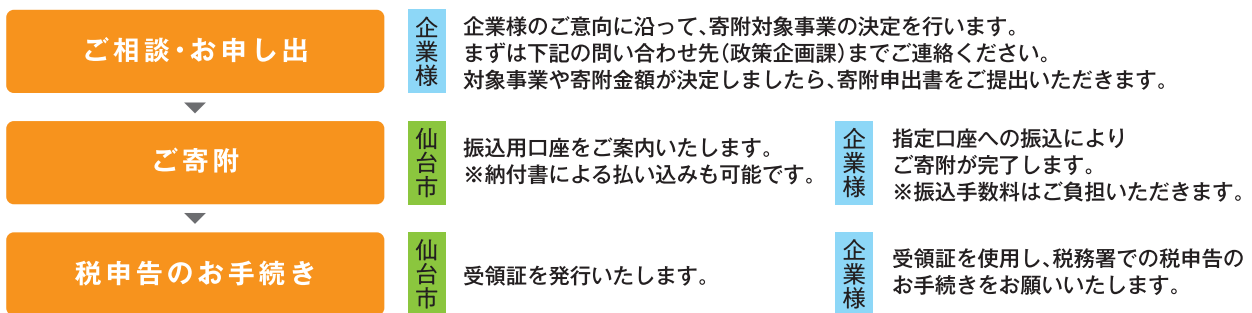 ご相談・お申し出
企業様
企業様のご意向に沿って、寄附対象事業の決定を行います。
まずは下記の問い合わせ先（政策企画課）までご連絡ください。
対象事業や寄附金額が決定しましたら、寄附申出書をご提出いただきます。
ご寄附
仙台市
振込用口座をご案内いたします。
※納付書による払い込みも可能です。
企業様
指定口座への振込により
ご寄附が完了します。
※振込手数料はご負担いただきます。
税申告のお手続き
仙台市
受領証を発行いたします。
企業様
受領証を使用し、税務署での税申告の
お手続きをお願いいたします。